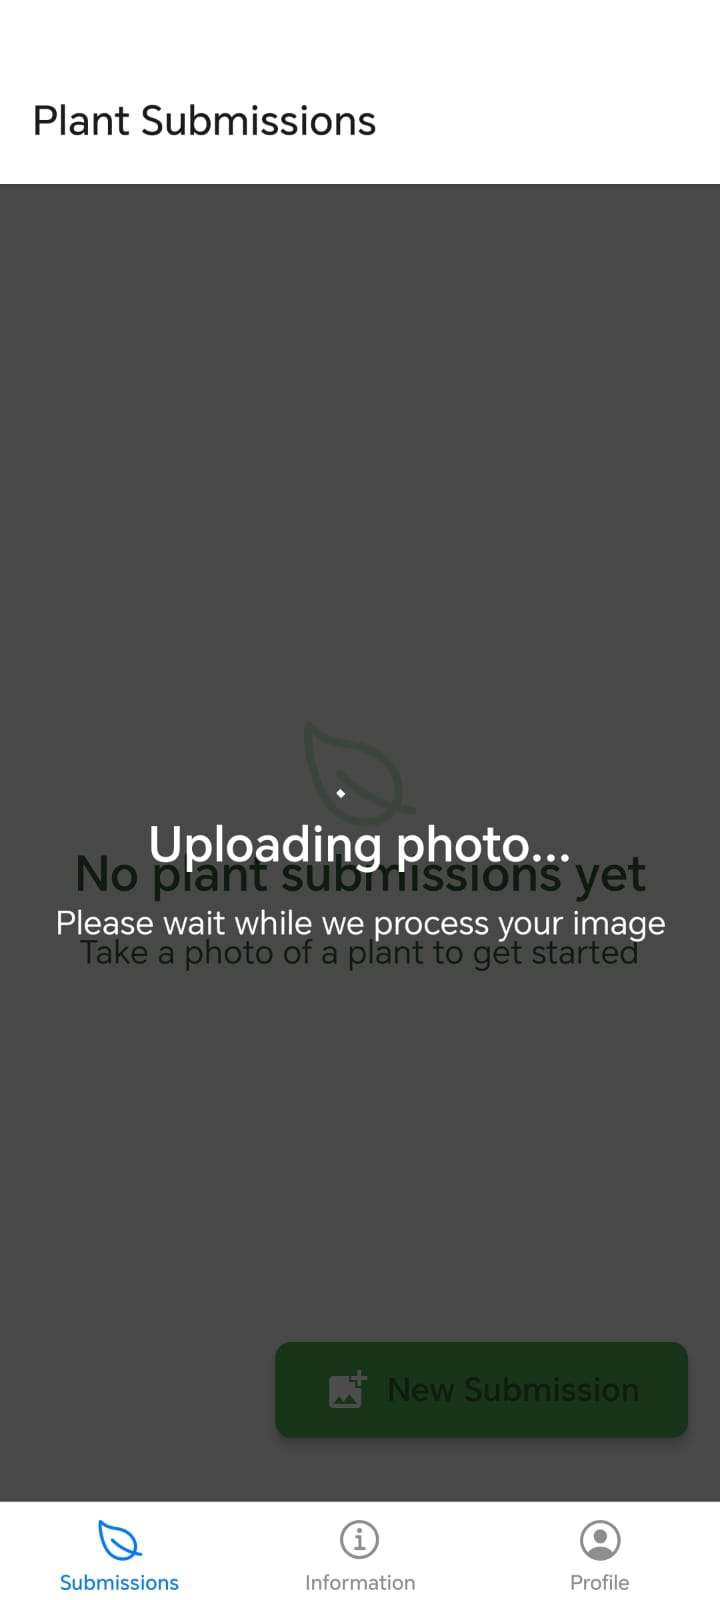 Plant Submissions
Uploading photo...
No plant submissions yet
Please wait while we process your image
Take a photo of a plant to get started
New Submission
Submissions
Information
Profile